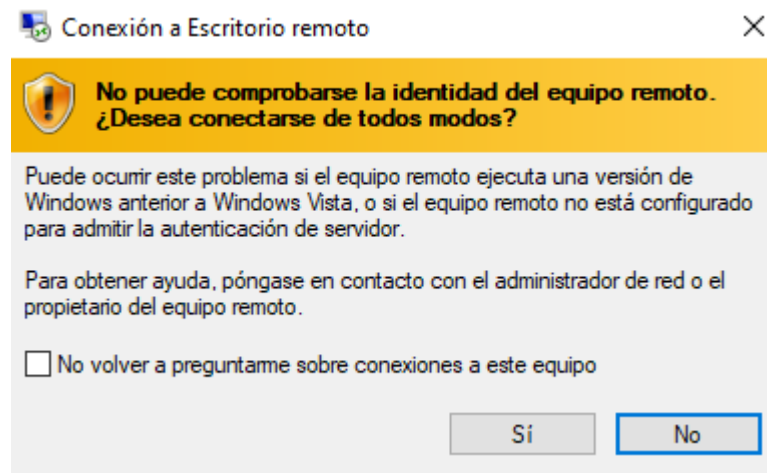 Conexión a Escritorio remoto
No puede comprobarse la identidad del equipo remoto.
¿Desea conectarse de todos modos?
Puede ocurrir este problema si el equipo remoto ejecuta una versión de
Windows anterior a Windows Vista, o si el equipo remoto no está configurado
para admitir la autenticación de servidor.
Para obtener ayuda, póngase en contacto con el administrador de red o el
propietario del equipo remoto.
No volver a preguntarme sobre conexiones a este equipo
Sí No